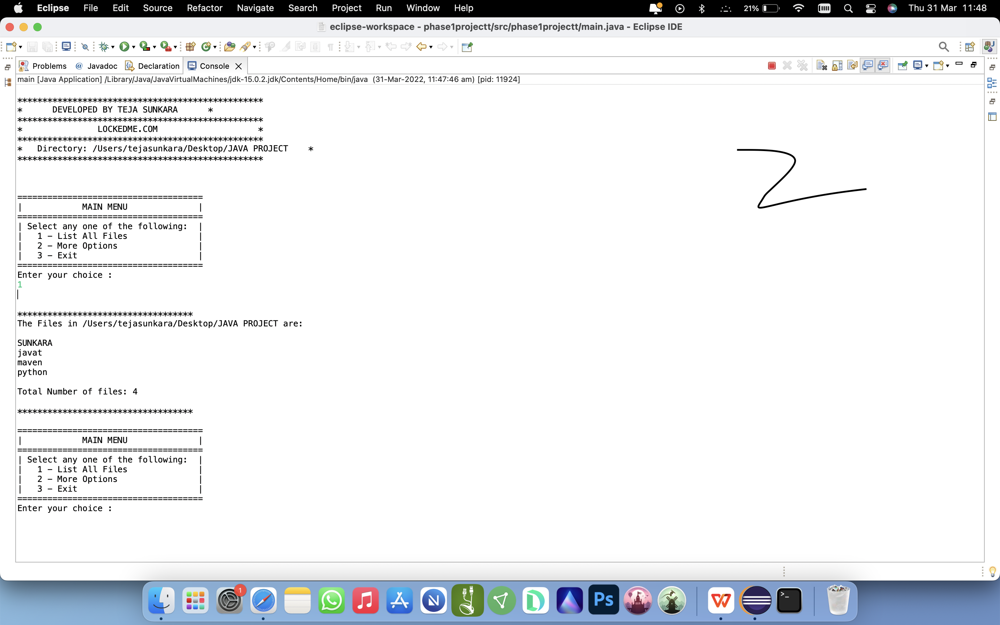 Eclipse File Edit Source Refactor Navigate Search Project Run Window Help 21% Thu 31 Mar 11:48
eclipse-workspace - phase1projectt/src/phase1projectt/main.java - Eclipse IDE
Problems @ Javadoc Declaration Console
main [Java Application] /Library/Java/JavaVirtualMachines/jdk-15.0.2.jdk/Contents/Home/bin/java (31-Mar-2022, 11:47:46 am) [pid: 11924]
*************************************************
*      DEVELOPED BY TEJA SUNKARA      *
*************************************************
*               LOCKEDME.COM                    *
*************************************************
*   Directory: /Users/tejasunkara/Desktop/JAVA PROJECT    *
*************************************************
2
=====================================
|            MAIN MENU              |
=====================================
| Select any one of the following:  |
|   1 - List All Files              |
|   2 - More Options                |
|   3 - Exit                        |
=====================================
Enter your choice :
1
***********************************
The Files in /Users/tejasunkara/Desktop/JAVA PROJECT are:
SUNKARA
javat
maven
python
Total Number of files: 4
***********************************
=====================================
|            MAIN MENU              |
=====================================
| Select any one of the following:  |
|   1 - List All Files              |
|   2 - More Options                |
|   3 - Exit                        |
=====================================
Enter your choice :
1
N
Ps
W
>_